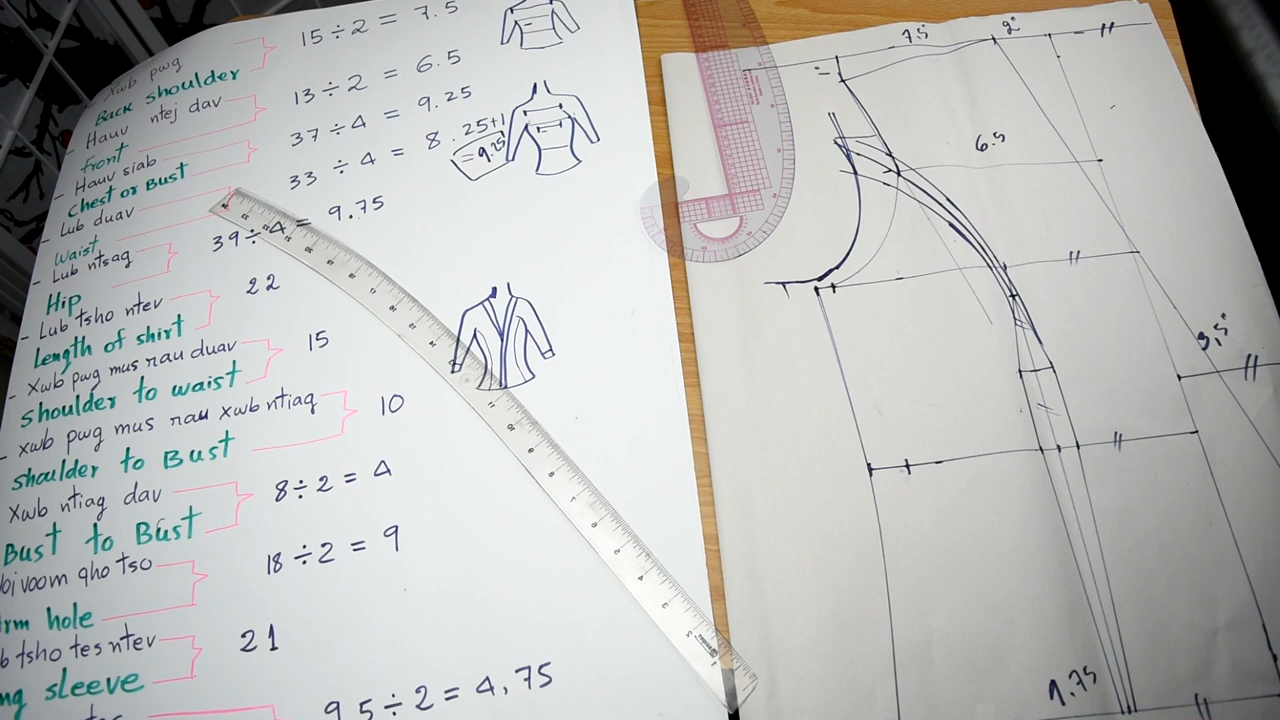 - Xwb pwg
Back shoulder
15÷2 = 7.5
- Hauv ntej dav
front
13÷2 = 6.5
- Hauv siab
Chest or Bust
37÷4 = 9.25
- Lub duav
Waist
33÷4 = 8.25+1
=9.25
- Lub ntsag
Hip
39÷4 = 9.75
- Lub tsho ntev
Length of shirt
22
- Xwb pwg mus rau duav
shoulder to waist
15
- Xwb pwg mus rau xwb ntiag
shoulder to Bust
10
Xwb ntiag dav
Bust to Bust
8÷2 = 4
voom qho tso
arm hole
18÷2 = 9
tsho tes ntev
sleeve
21
9.5÷2 = 4,75
7.5
2"
6.5
3,5"